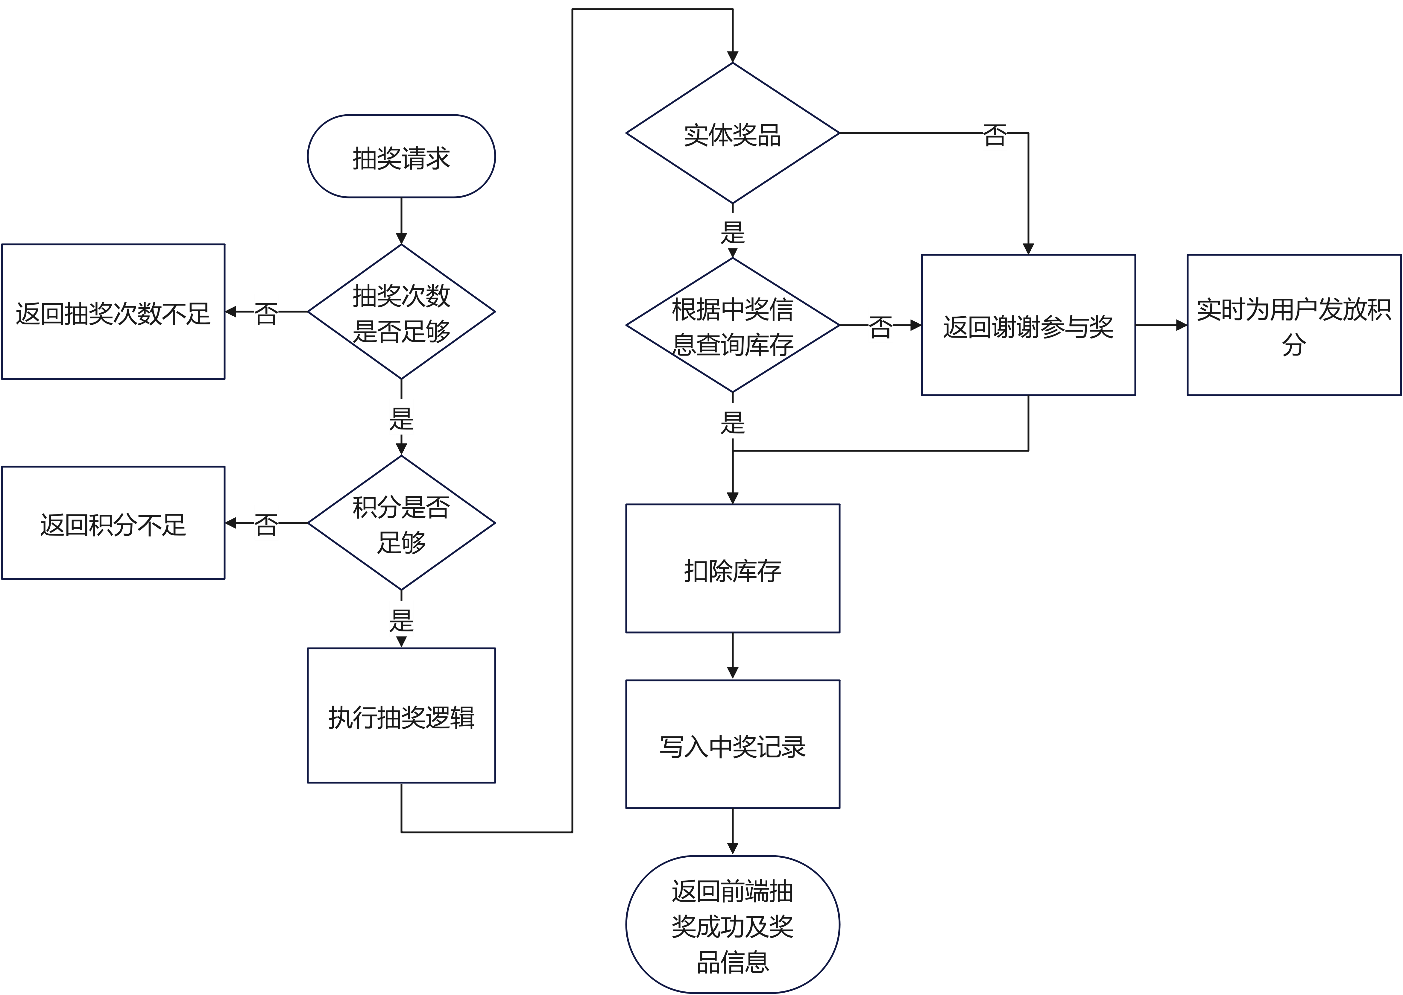 抽奖请求
抽奖次数
是否足够
否
返回抽奖次数不足
是
积分是否
足够
否
返回积分不足
是
执行抽奖逻辑
实体奖品
否
是
根据中奖信
息查询库存
否
返回谢谢参与奖
实时为用户发放积
分
是
扣除库存
写入中奖记录
返回前端抽
奖成功及奖
品信息